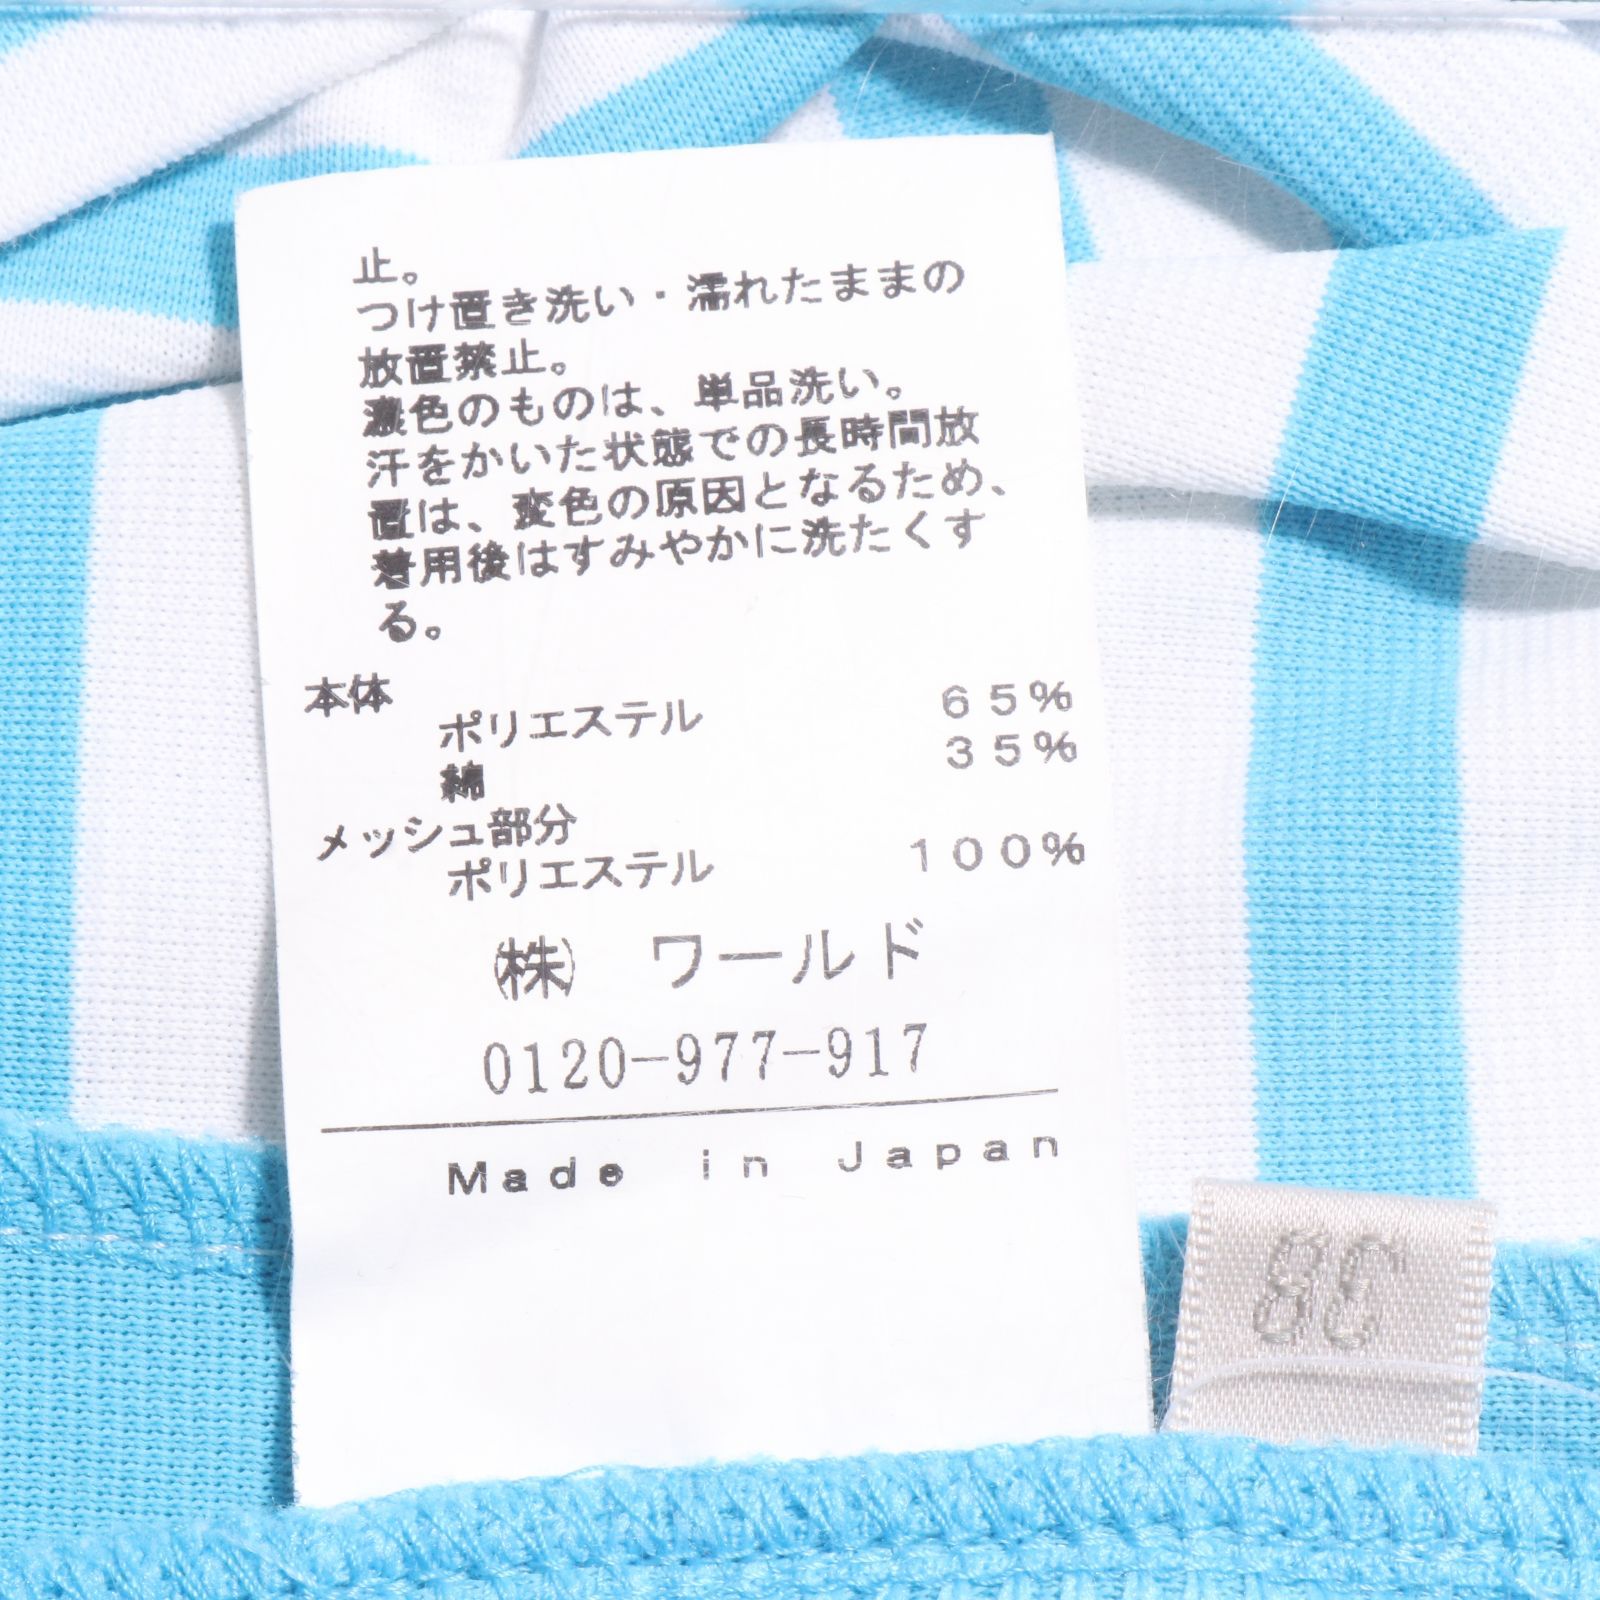 止。
つけ置き洗い・濡れたままの
放置禁止。
濃色のものは、単品洗い。
汗をかいた状態での長時間放
置は、変色の原因となるため、
着用後はすみやかに洗たくす
る。
本体
ポリエステル 65%
綿 35%
メッシュ部分
ポリエステル 100%
㈱ ワールド
0120-977-917
Made in Japan
8C